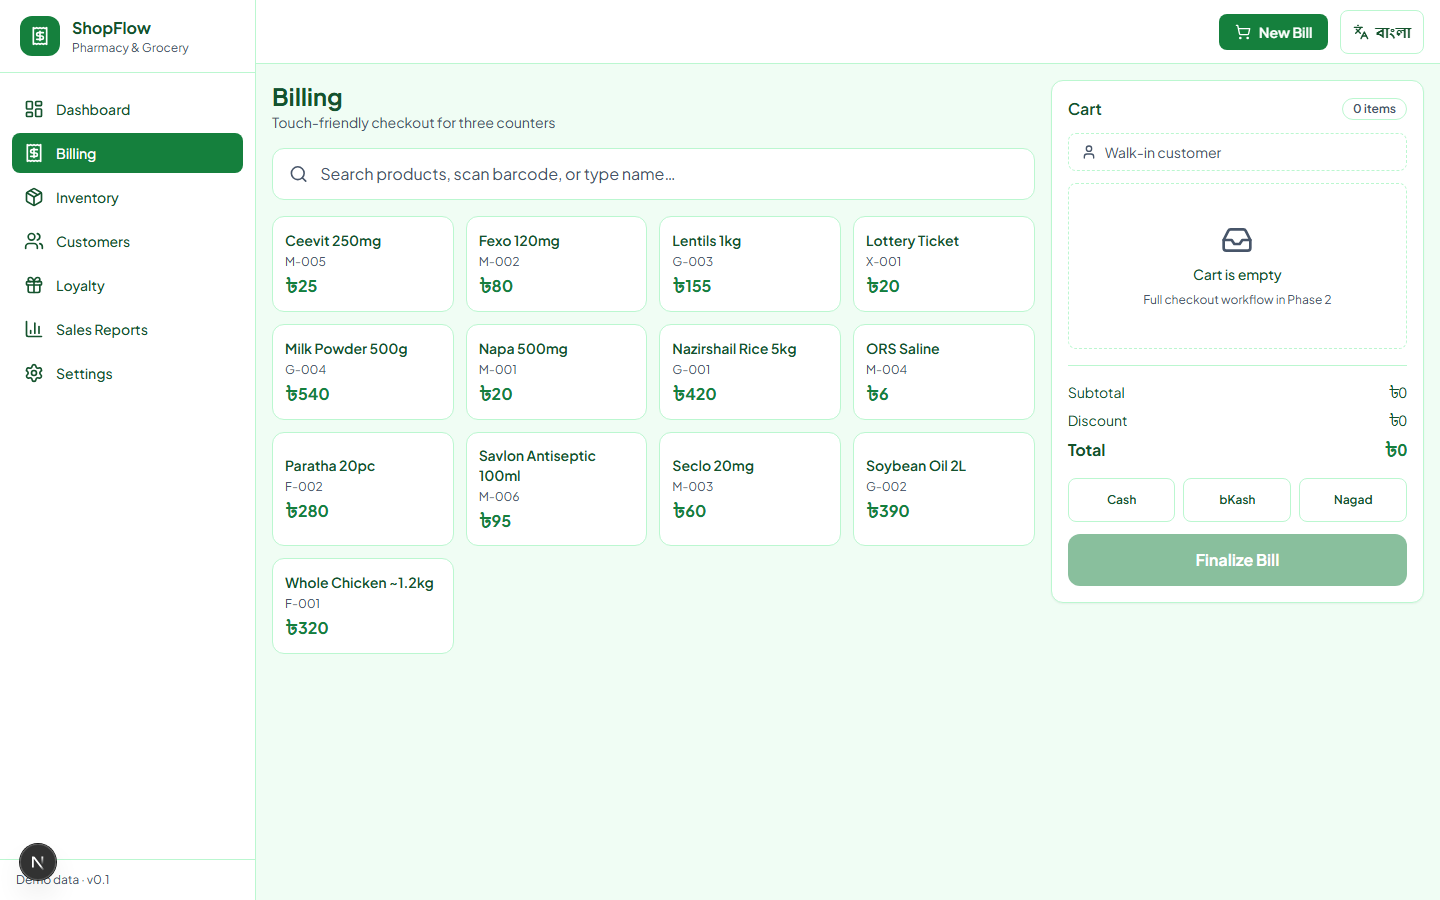 ShopFlow
Pharmacy & Grocery
Dashboard
Billing
Inventory
Customers
Loyalty
Sales Reports
Settings
Demo data · v0.1
New Bill
বাংলা
Billing
Touch-friendly checkout for three counters
Search products, scan barcode, or type name…
Ceevit 250mg
M-005
৳25
Fexo 120mg
M-002
৳80
Lentils 1kg
G-003
৳155
Lottery Ticket
X-001
৳20
Milk Powder 500g
G-004
৳540
Napa 500mg
M-001
৳20
Nazirshail Rice 5kg
G-001
৳420
ORS Saline
M-004
৳6
Paratha 20pc
F-002
৳280
Savlon Antiseptic
100ml
M-006
৳95
Seclo 20mg
M-003
৳60
Soybean Oil 2L
G-002
৳390
Whole Chicken ~1.2kg
F-001
৳320
Cart
0 items
Walk-in customer
Cart is empty
Full checkout workflow in Phase 2
Subtotal ৳0
Discount ৳0
Total ৳0
Cash
bKash
Nagad
Finalize Bill